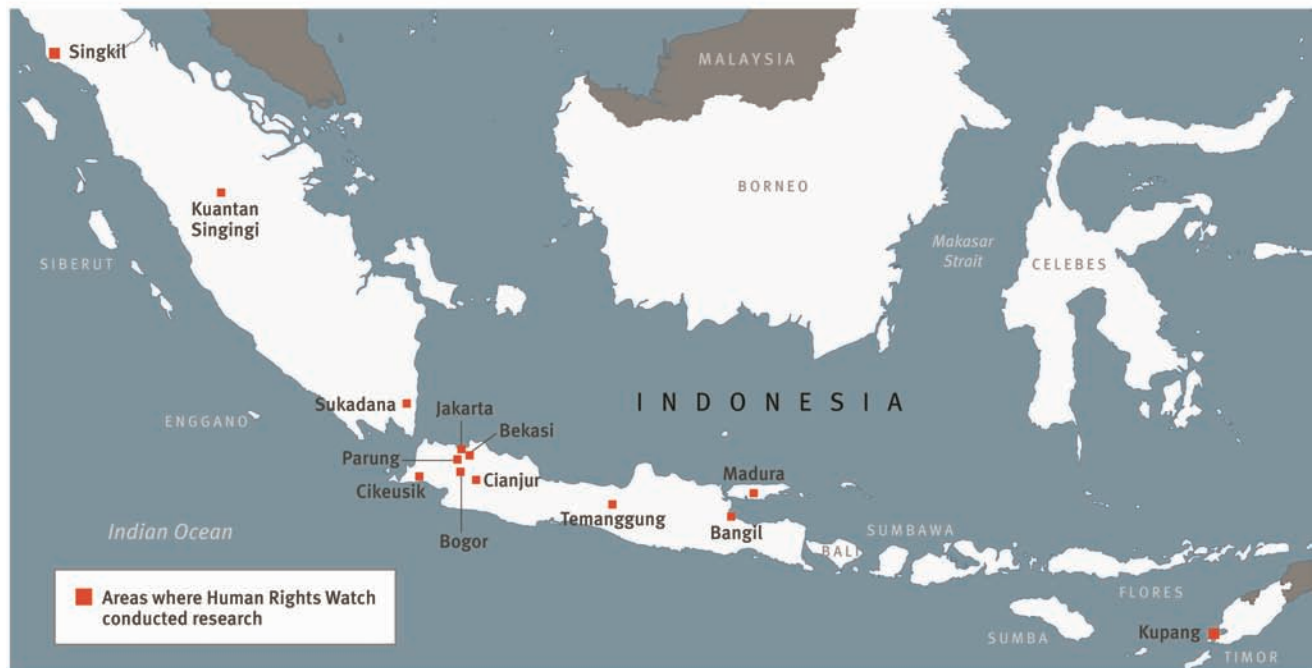 Singkil
MALAYSIA
BORNEO
Kuantan
Singingi
SIBERUT
Makasar
Strait
CELEBES
Sukadana
Jakarta
INDONESIA
ENGGANO
Bekasi
Parung
Cikeusik
Cianjur
Madura
Temanggung
Bangil
Indian Ocean
Bogor
SUMBAWA
BALI
FLORES
Areas where Human Rights Watch
conducted research
SUMBA
Kupang
TIMOR